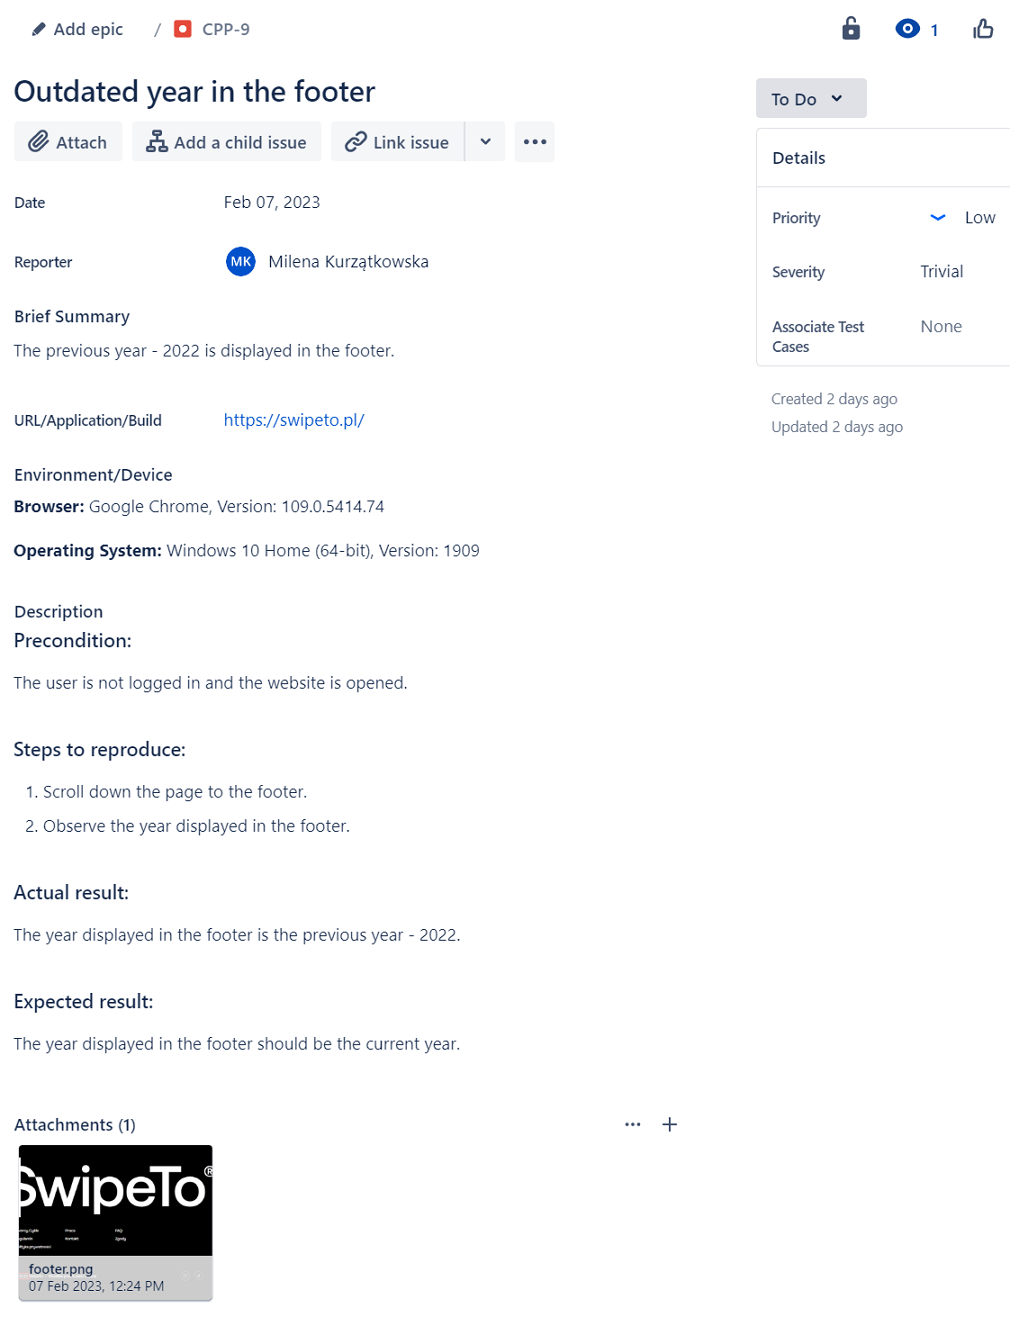 Add epic / CPP-9
1
Outdated year in the footer
To Do
Attach Add a child issue Link issue
Details
Date Feb 07, 2023
Priority Low
Reporter MK Milena Kurzątkowska
Severity Trivial
Brief Summary
Associate Test Cases None
The previous year - 2022 is displayed in the footer.
Created 2 days ago
URL/Application/Build https://swipeto.pl/
Updated 2 days ago
Environment/Device
Browser: Google Chrome, Version: 109.0.5414.74
Operating System: Windows 10 Home (64-bit), Version: 1909
Description
Precondition:
The user is not logged in and the website is opened.
Steps to reproduce:
1. Scroll down the page to the footer.
2. Observe the year displayed in the footer.
Actual result:
The year displayed in the footer is the previous year - 2022.
Expected result:
The year displayed in the footer should be the current year.
Attachments (1)
SwipeTo®
footer.png
07 Feb 2023, 12:24 PM